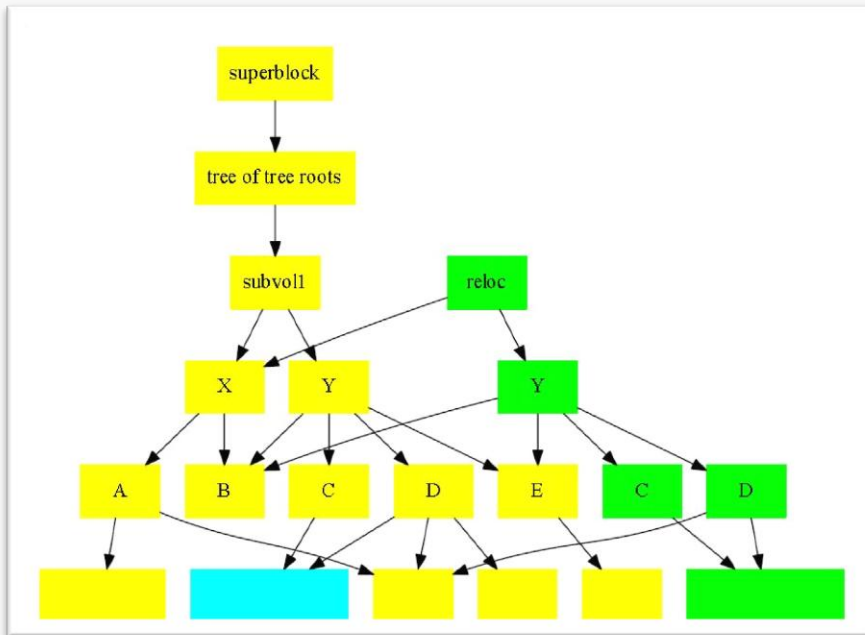 superblock
tree of tree roots
subvol1 reloc
X Y Y
A B C D E C D